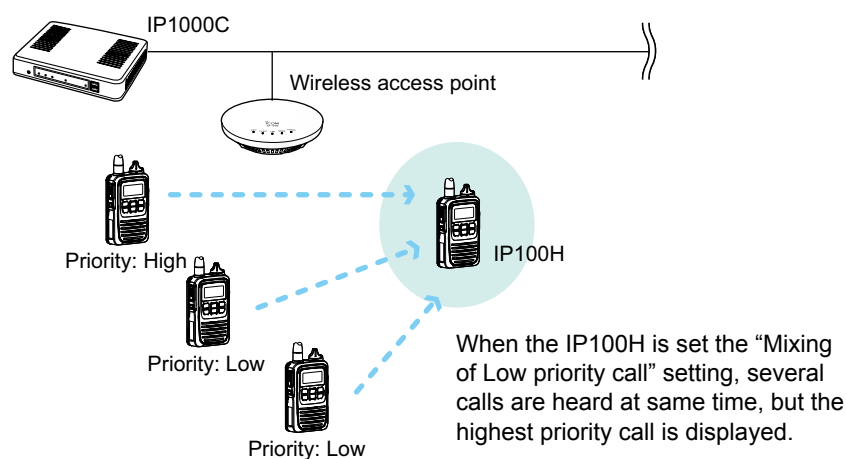 IP1000C
Wireless access point
Priority: High
IP100H
Priority: Low
Priority: Low
When the IP100H is set the “Mixing
of Low priority call” setting, several
calls are heard at same time, but the
highest priority call is displayed.